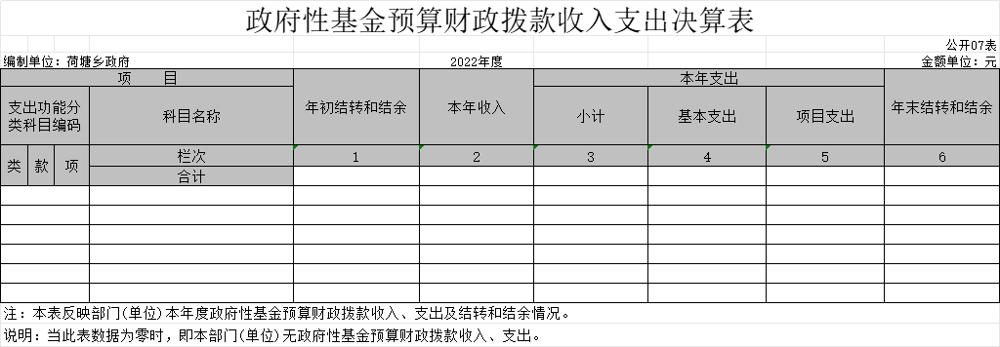 政府性基金预算财政拨款收入支出决算表
公开07表
编制单位：荷塘乡政府 2022年度 金额单位：元
项 目 年初结转和结余 本年收入 本年支出 年末结转和结余
支出功能分
类科目编码 科目名称 小计 基本支出 项目支出
类 款 项 栏次 1 2 3 4 5 6
合计
注：本表反映部门(单位)本年度政府性基金预算财政拨款收入、支出及结转和结余情况。
说明：当此表数据为零时，即本部门(单位)无政府性基金预算财政拨款收入、支出。